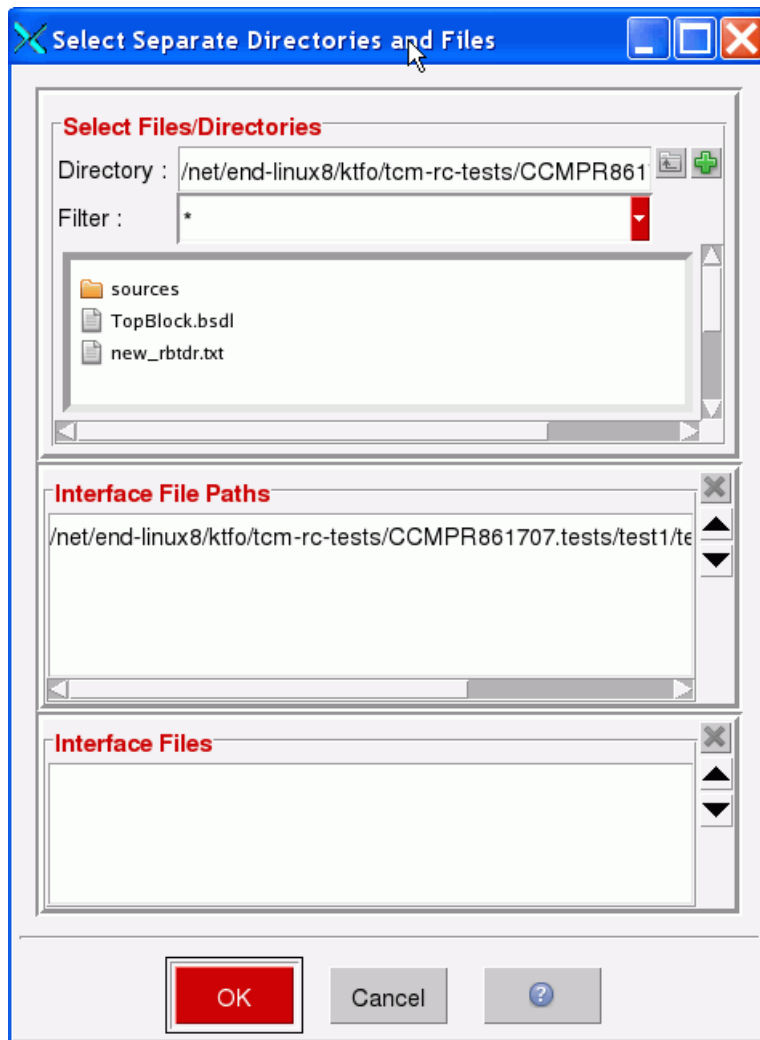 Select Separate Directories and Files
Select Files/Directories
Directory : /net/end-linux8/ktfo/tcm-rc-tests/CCMPR861
Filter : *
sources
TopBlock.bsdl
new_rbtdr.txt
Interface File Paths
/net/end-linux8/ktfo/tcm-rc-tests/CCMPR861707.tests/test1/te
Interface Files
OK Cancel ?